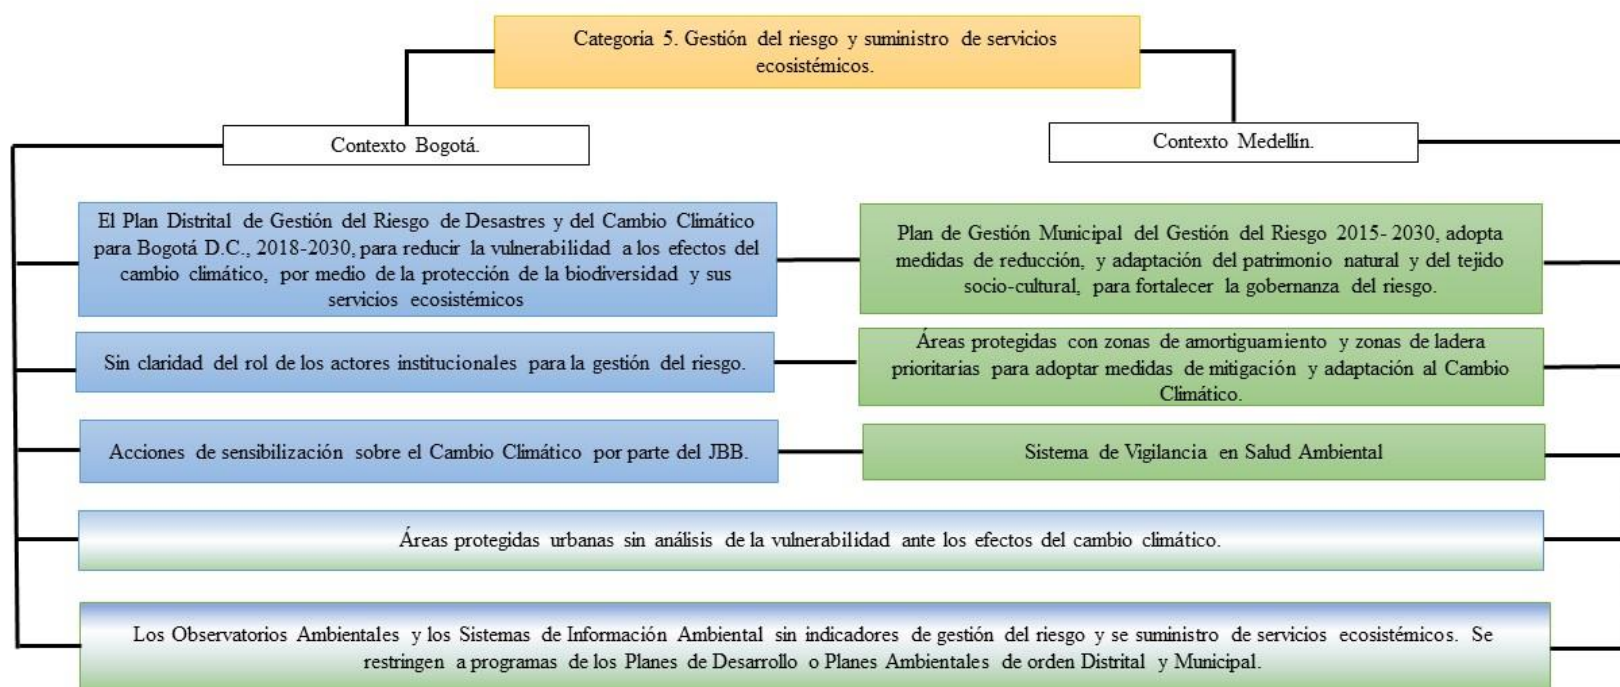 Categoria 5. Gestión del riesgo y suministro de servicios
ecosistémicos.
Contexto Bogotá.
Contexto Medellín.
El Plan Distrital de Gestión del Riesgo de Desastres y del Cambio Climático
para Bogotá D.C., 2018-2030, para reducir la vulnerabilidad a los efectos del
cambio climático, por medio de la protección de la biodiversidad y sus
servicios ecosistémicos
Plan de Gestión Municipal del Gestión del Riesgo 2015- 2030, adopta
medidas de reducción, y adaptación del patrimonio natural y del tejido
socio-cultural, para fortalecer la gobernanza del riesgo.
Sin claridad del rol de los actores institucionales para la gestión del riesgo.
Áreas protegidas con zonas de amortiguamiento y zonas de ladera
prioritarias para adoptar medidas de mitigación y adaptación al Cambio
Climático.
Acciones de sensibilización sobre el Cambio Climático por parte del JBB.
Sistema de Vigilancia en Salud Ambiental
Áreas protegidas urbanas sin análisis de la vulnerabilidad ante los efectos del cambio climático.
Los Observatorios Ambientales y los Sistemas de Información Ambiental sin indicadores de gestión del riesgo y se suministro de servicios ecosistémicos. Se
restringen a programas de los Planes de Desarrollo o Planes Ambientales de orden Distrital y Municipal.